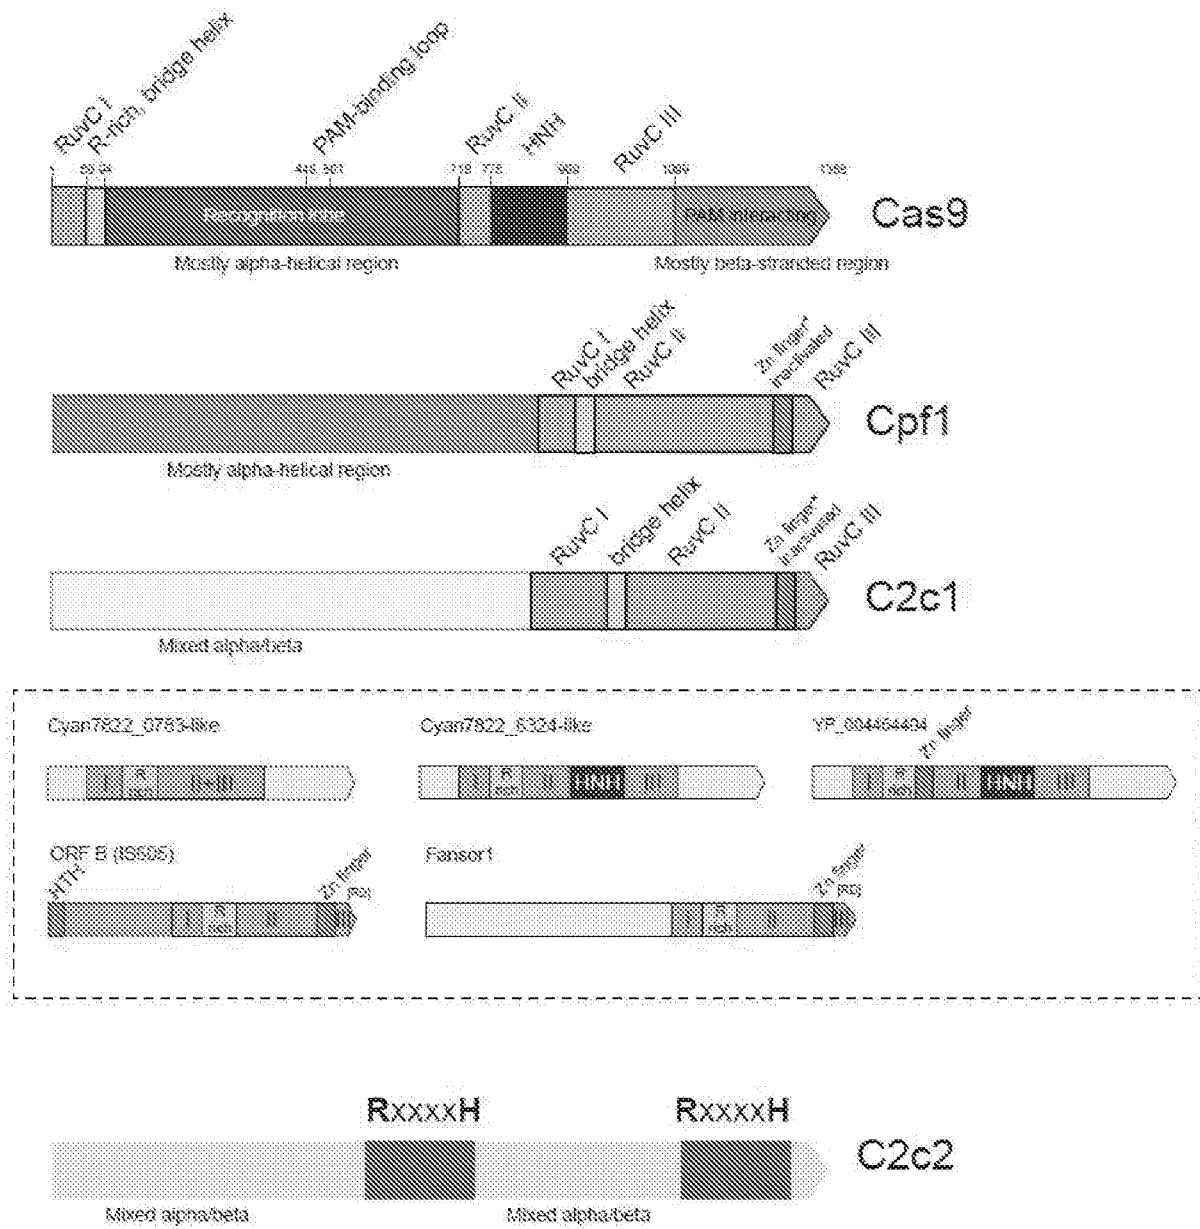 RuvC I
R-rich, bridge helix
PAM-binding loop
RuvC II
HNH
RuvC III
1
718
775
1099
1368
Recognition lobe
PAM interacting
Cas9
Mostly alpha-helical region
Mostly beta-stranded region
RuvC I
bridge helix
RuvC II
Zn finger*
inactivated
RuvC III
Cpf1
Mostly alpha-helical region
RuvC I
bridge helix
RuvC II
Zn finger*
inactivated
RuvC III
C2c1
Mixed alpha/beta
Cyan7822_0783-like
Cyan7822_6324-like
Zn finger
I R rich II+III
I R rich II HNH III
I R rich II HNH III
ORF B (IS605)
Fanzor1
HTH
Zn finger
[RD]
Zn finger
[RD]
I R rich II III
I R rich II III
RxxxxH
RxxxxH
C2c2
Mixed alpha/beta
Mixed alpha/beta